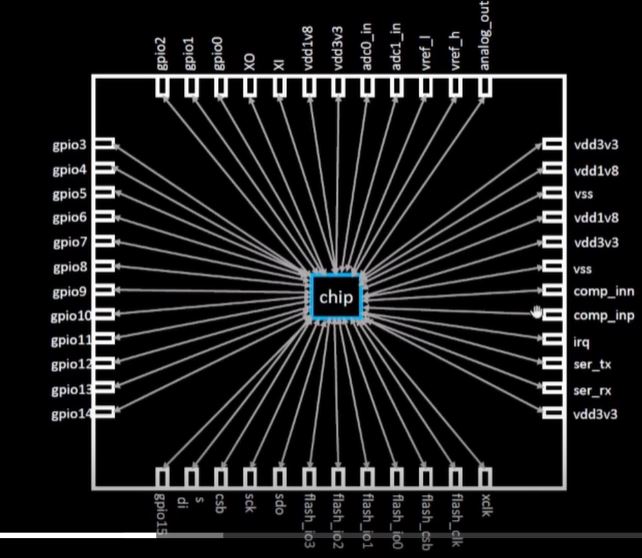 gpio2
gpio1
gpio0
XO
XI
vdd1v8
vdd3v3
adc0_in
adc1_in
vref_l
vref_h
analog_out
gpio3
gpio4
gpio5
gpio6
gpio7
gpio8
gpio9
gpio10
gpio11
gpio12
gpio13
gpio14
chip
vdd3v3
vdd1v8
vss
vdd1v8
vdd3v3
vss
comp_inn
comp_inp
irq
ser_tx
ser_rx
vdd3v3
gpio15
s di
csb
sck
sdo
flash_io3
flash_io2
flash_io1
flash_io0
flash_csb
flash_clk
xclk